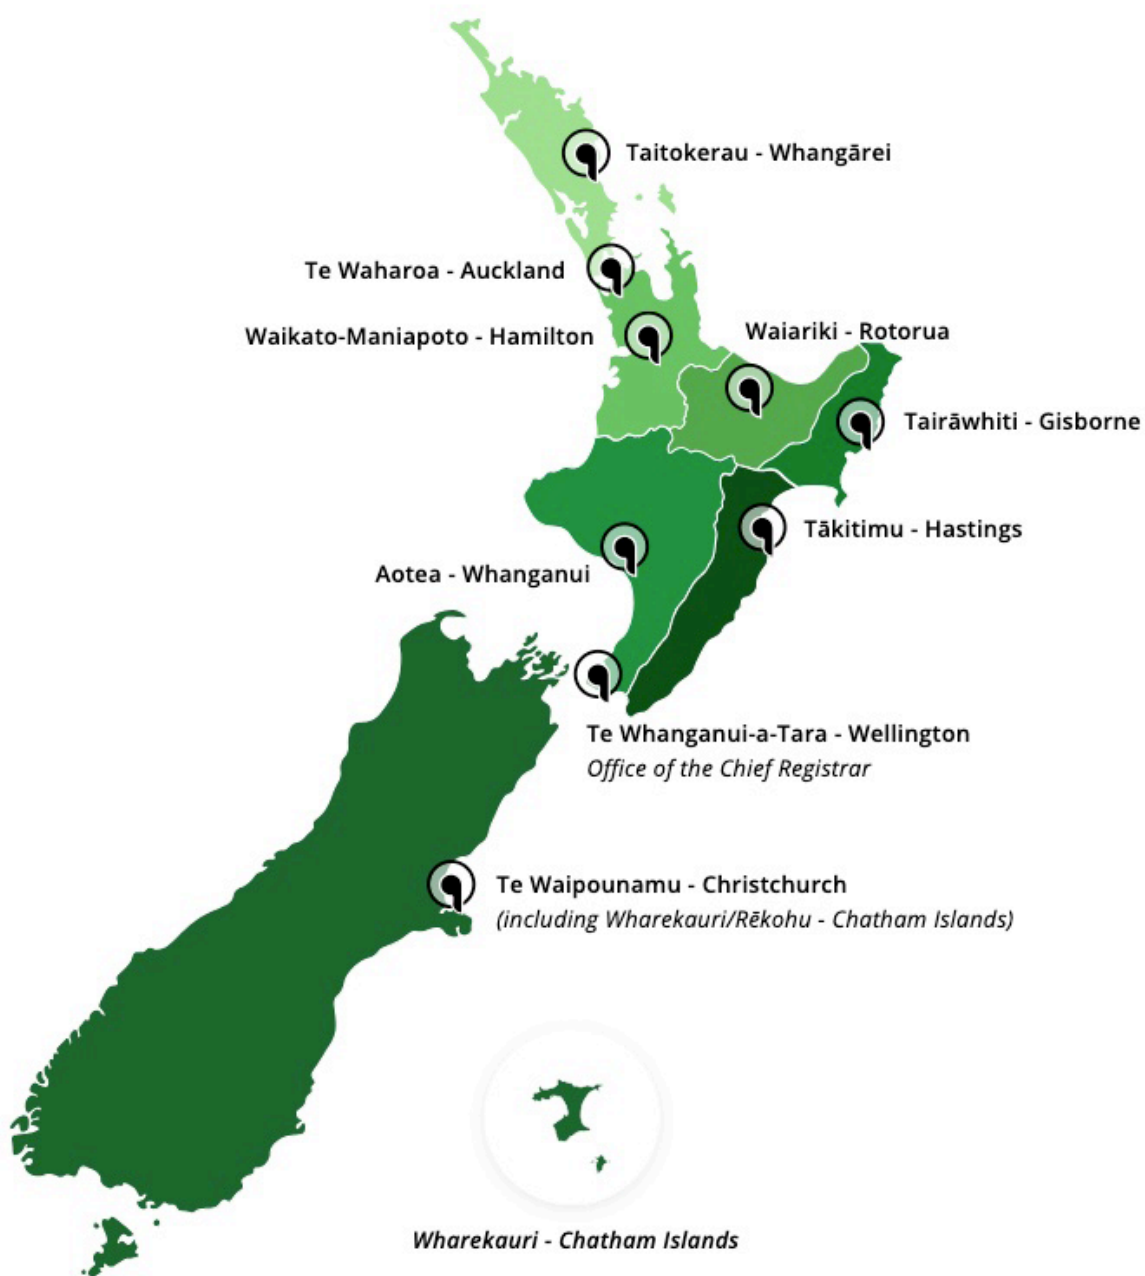 Taitokerau - Whangārei
Te Waharoa - Auckland
Waikato-Maniapoto - Hamilton
Waiariki - Rotorua
Tairāwhiti - Gisborne
Tākitimu - Hastings
Aotea - Whanganui
Te Whanganui-a-Tara - Wellington
Office of the Chief Registrar
Te Waipounamu - Christchurch
(including Wharekauri/Rēkohu - Chatham Islands)
Wharekauri - Chatham Islands